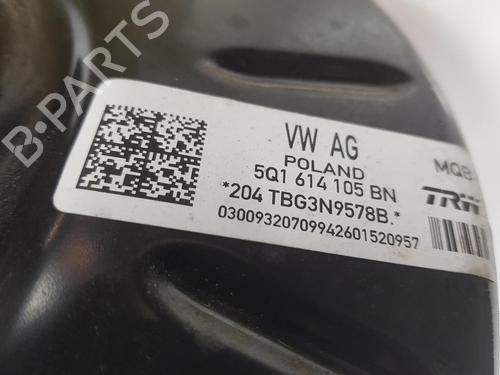 B-PARTS
VW AG
POLAND
5Q1 614 105 BN
*204 TBG3N9578B.*
03009320709942601520957
MQB
TRW